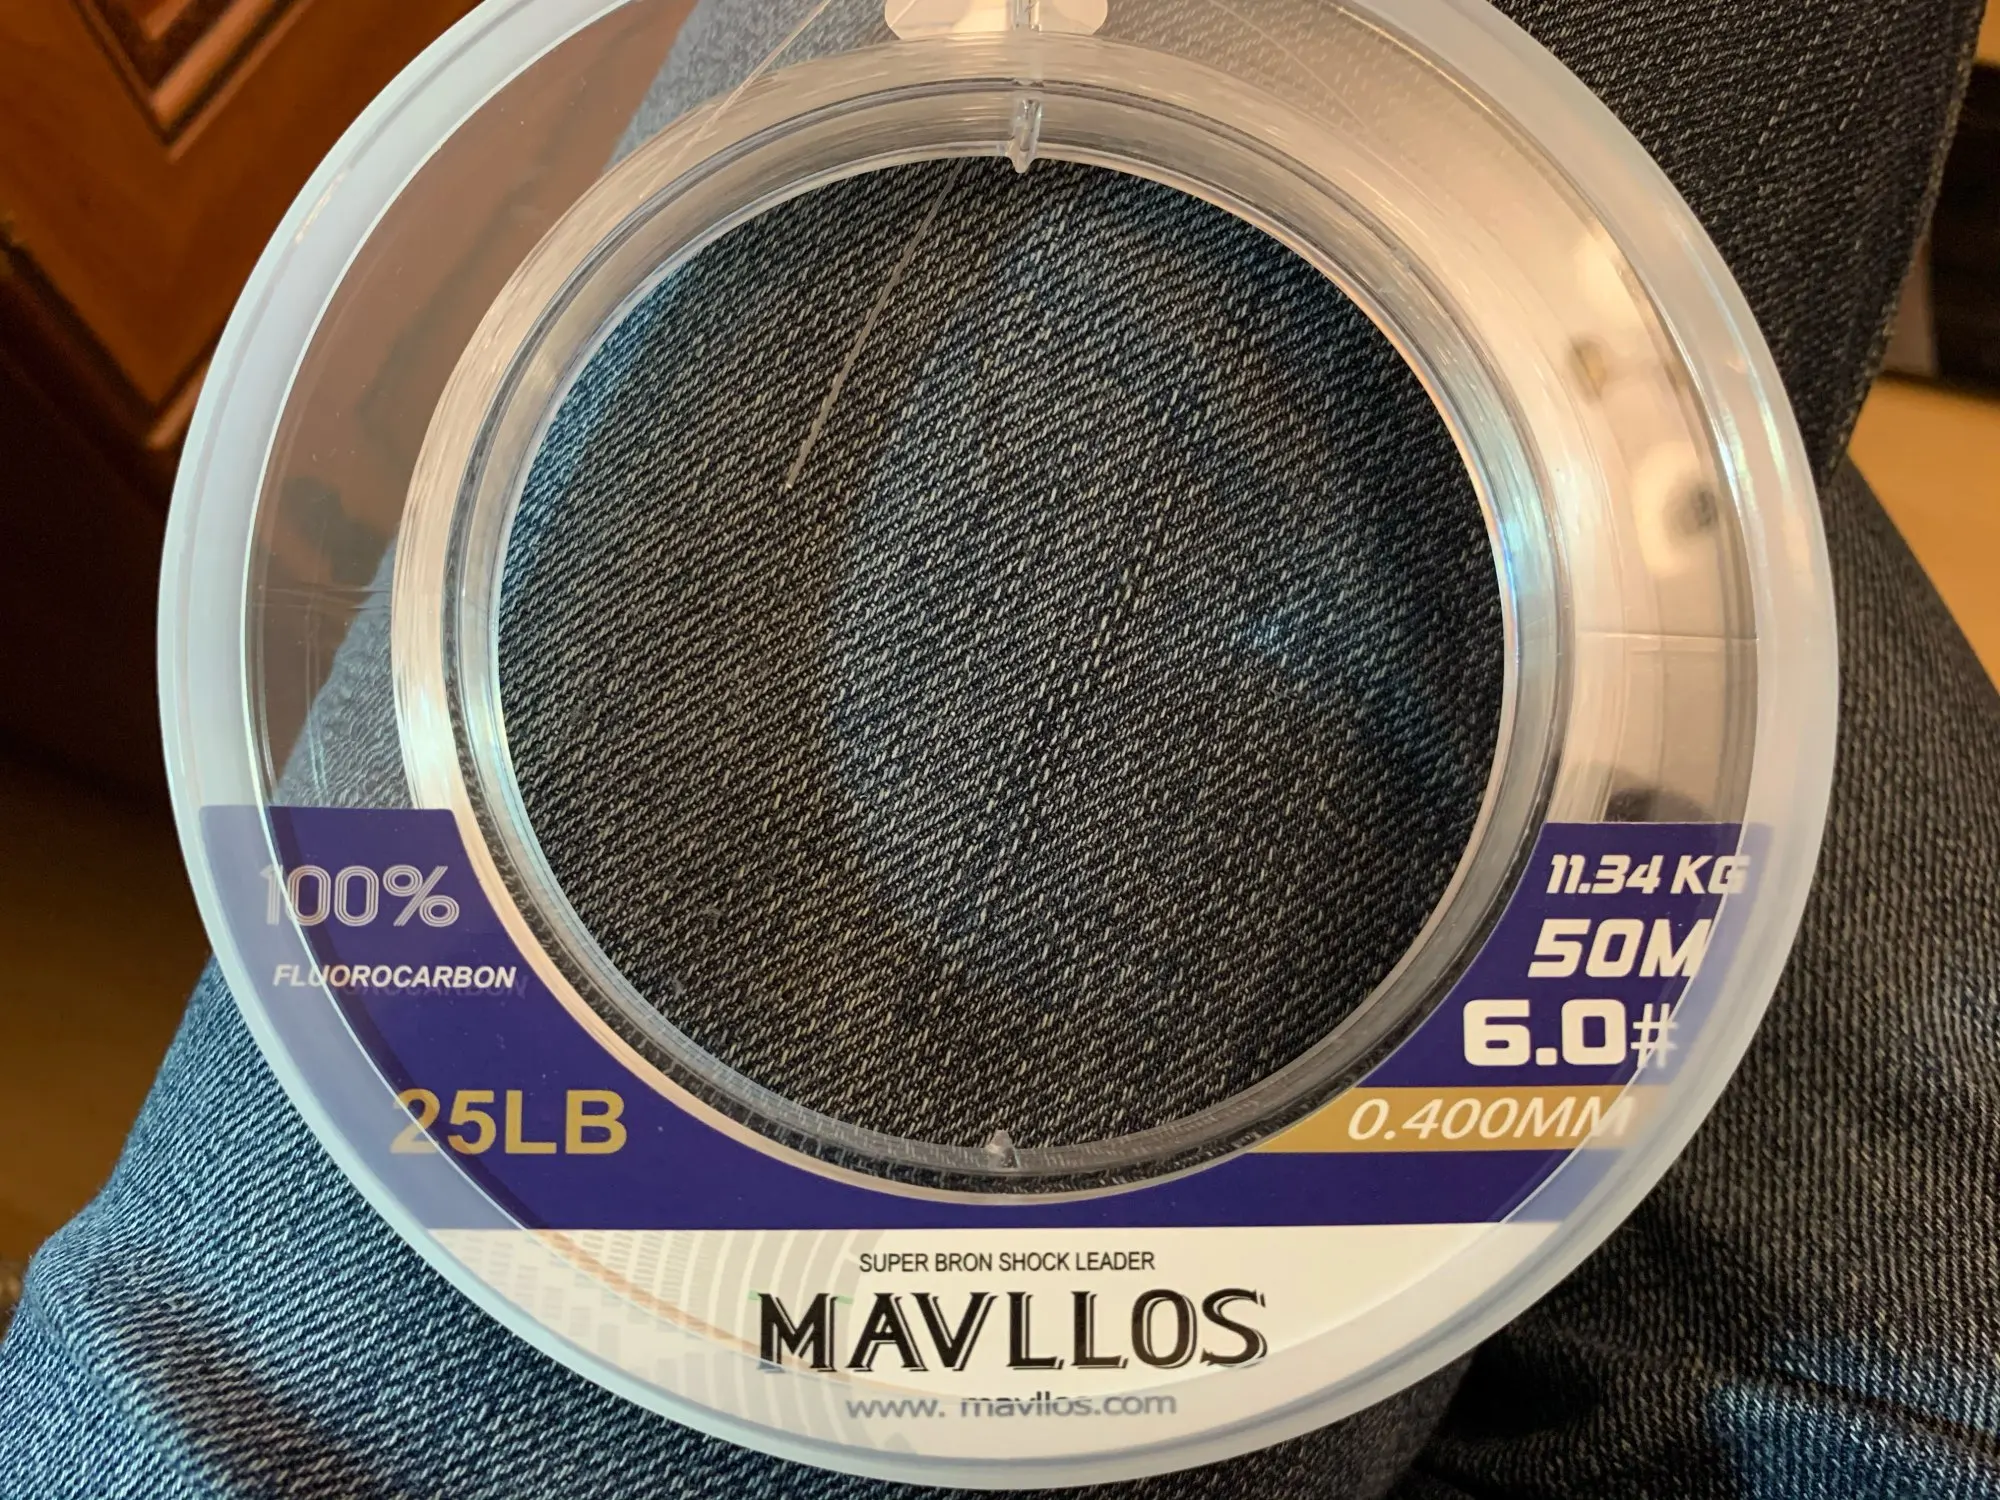 100%
FLUOROCARBON
25LB
11.34 KG
50M
6.0#
0.400MM
SUPER BRON SHOCK LEADER
MAVLLOS
www. mavllos.com